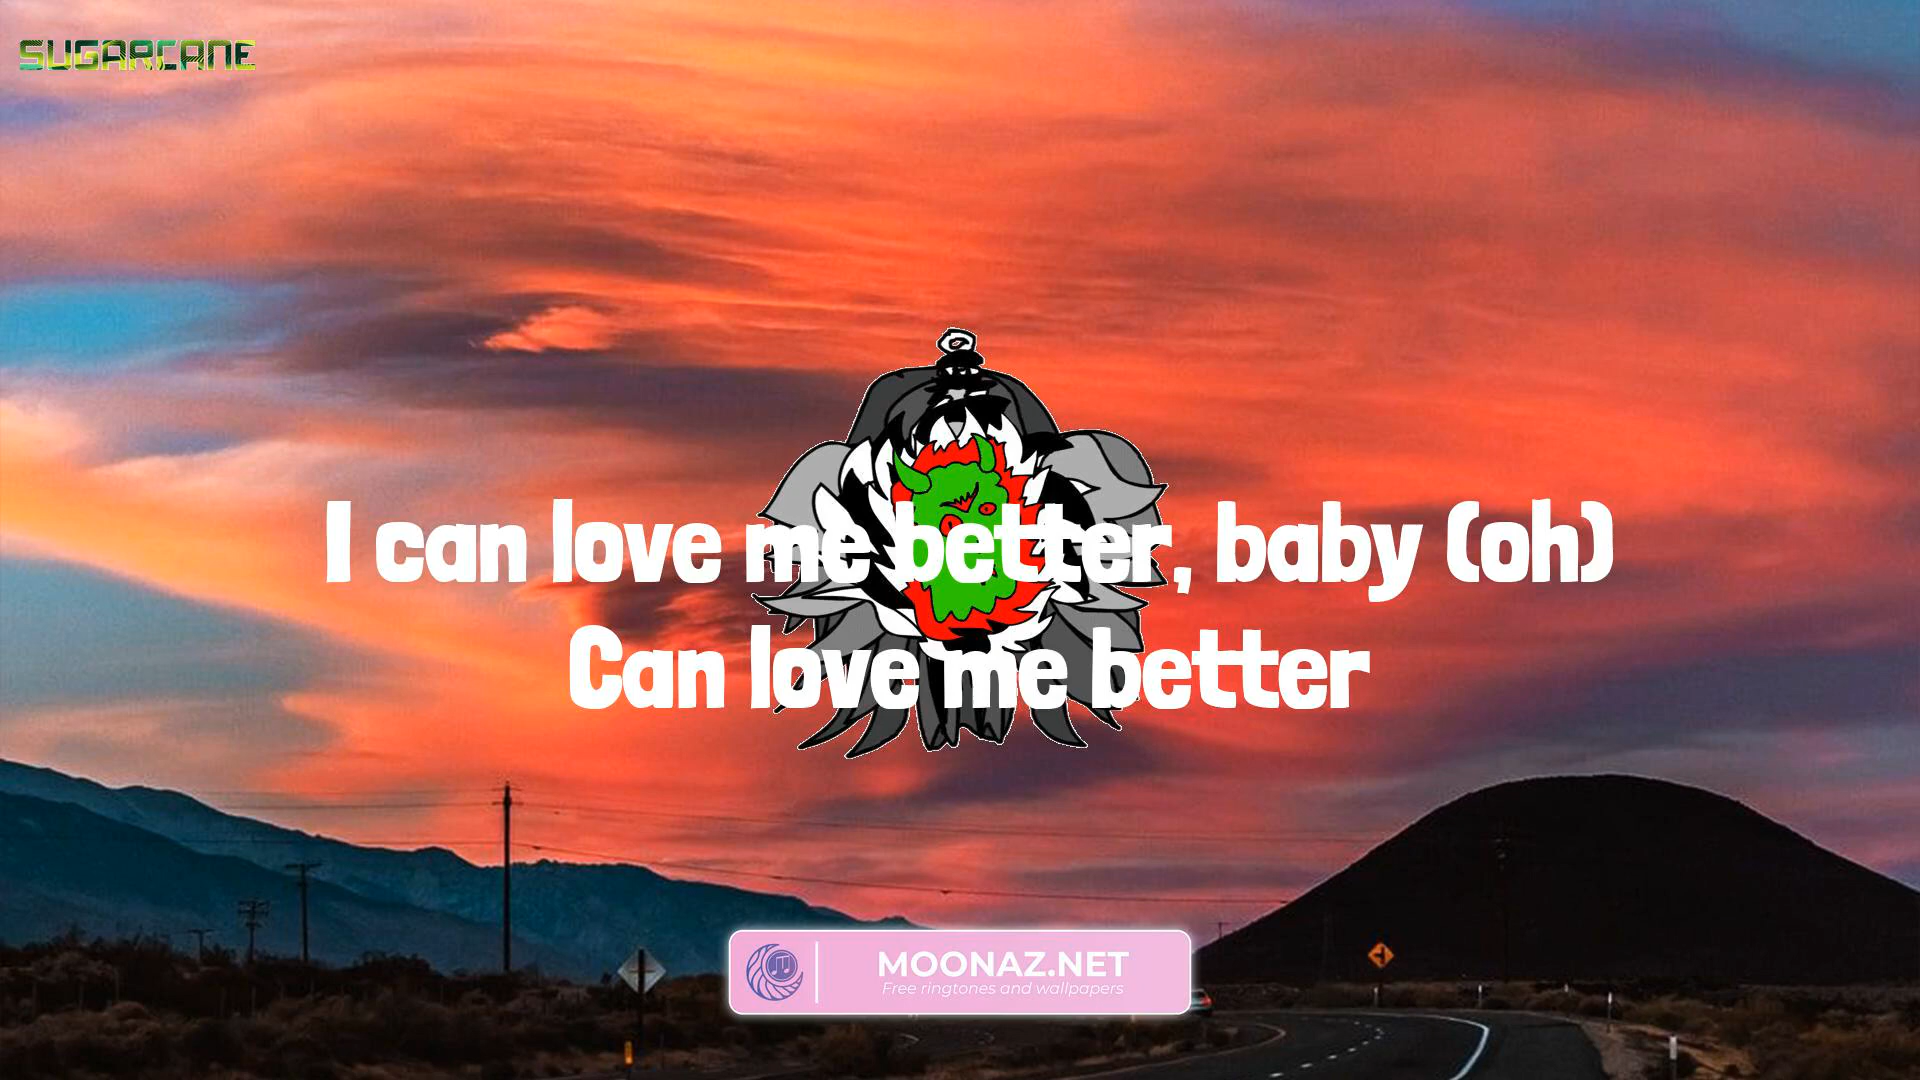 SUGARCANE
I can love me better, baby (oh)
Can love me better
MOONAZ.NET
Free ringtones and wallpapers